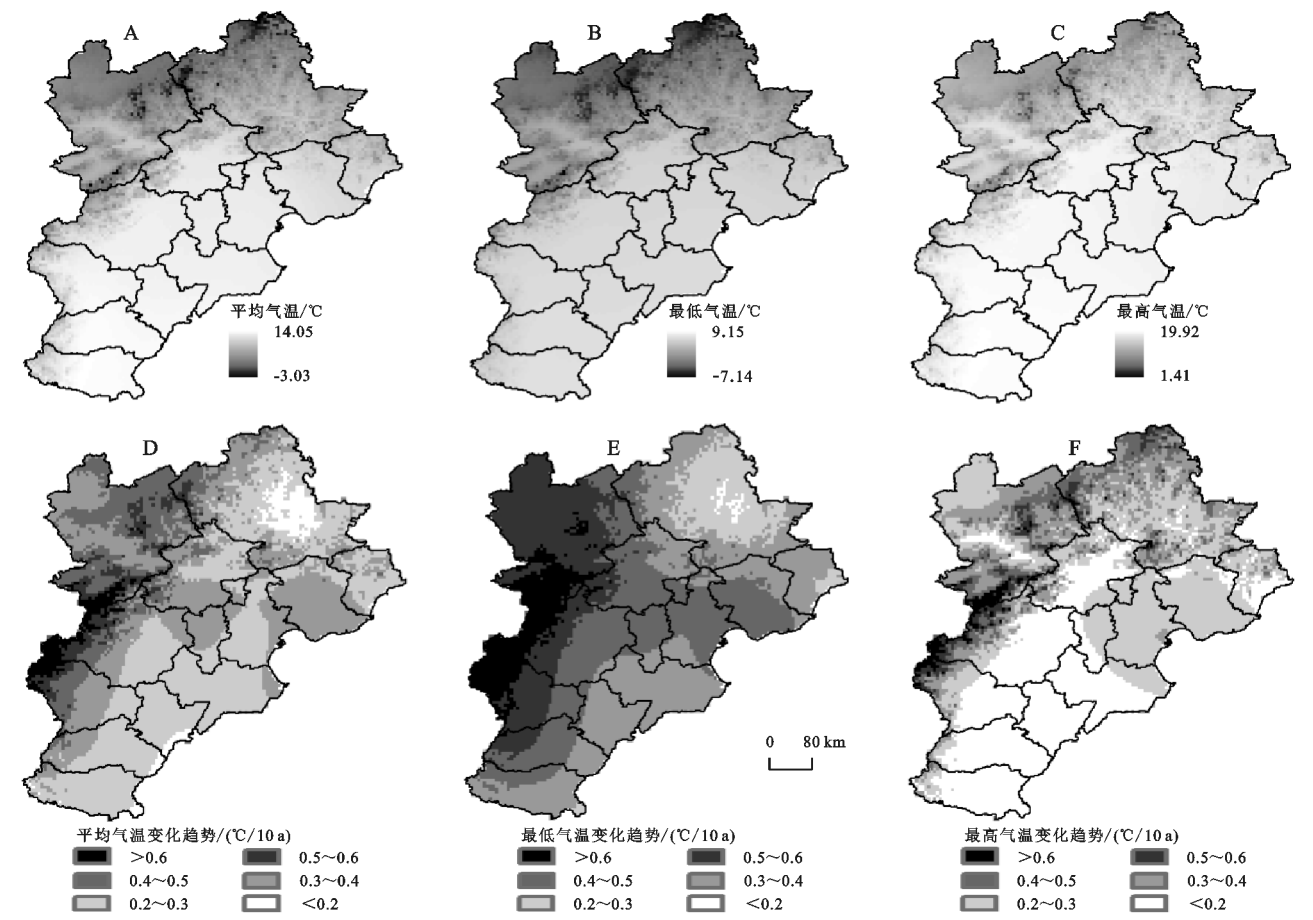 A
B
C
平均气温/℃
14.05
-3.03
最低气温/℃
9.15
-7.14
最高气温/℃
19.92
1.41
D
E
F
0 80 km
平均气温变化趋势/(℃/10 a)
>0.6 0.5~0.6
0.4~0.5 0.3~0.4
0.2~0.3 <0.2
最低气温变化趋势/(℃/10 a)
>0.6 0.5~0.6
0.4~0.5 0.3~0.4
0.2~0.3 <0.2
最高气温变化趋势/(℃/10 a)
>0.6 0.5~0.6
0.4~0.5 0.3~0.4
0.2~0.3 <0.2